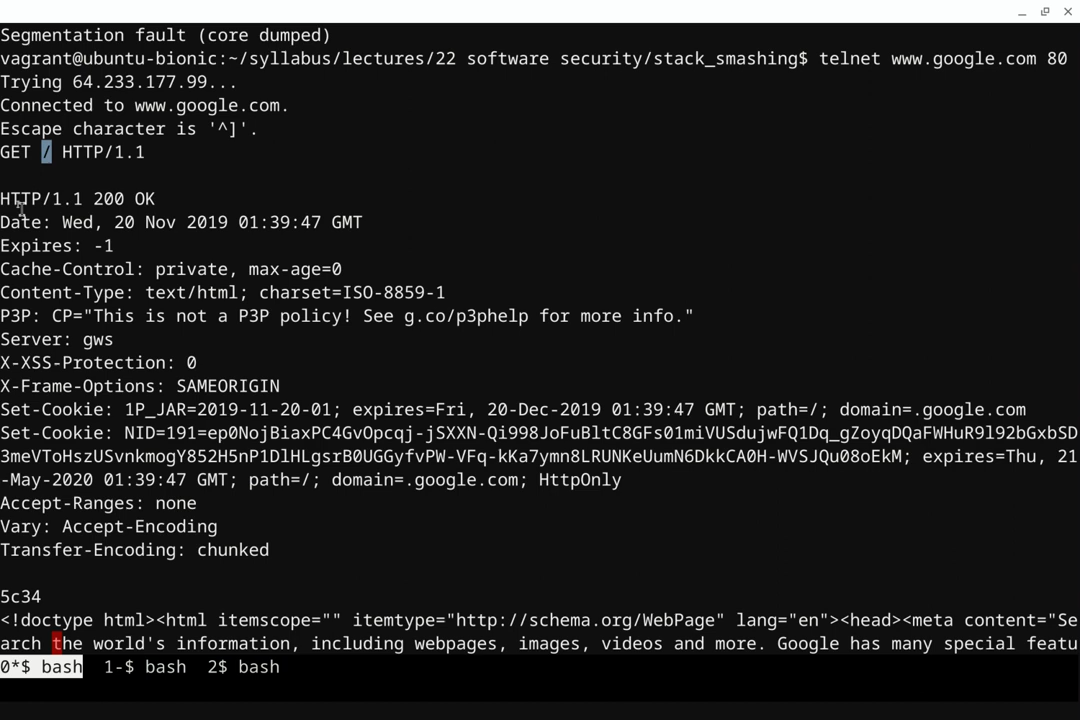 Segmentation fault (core dumped)
vagrant@ubuntu-bionic:~/syllabus/lectures/22 software security/stack_smashing$ telnet www.google.com 80
Trying 64.233.177.99...
Connected to www.google.com.
Escape character is '^]'.
GET / HTTP/1.1
HTTP/1.1 200 OK
Date: Wed, 20 Nov 2019 01:39:47 GMT
Expires: -1
Cache-Control: private, max-age=0
Content-Type: text/html; charset=ISO-8859-1
P3P: CP="This is not a P3P policy! See g.co/p3phelp for more info."
Server: gws
X-XSS-Protection: 0
X-Frame-Options: SAMEORIGIN
Set-Cookie: 1P_JAR=2019-11-20-01; expires=Fri, 20-Dec-2019 01:39:47 GMT; path=/; domain=.google.com
Set-Cookie: NID=191=ep0NojBiaxPC4GvOpcqj-jSXXN-Qi998JoFuBltC8GFs01miVUSdujwFQ1Dq_gZoyqDQaFWHuR9l92bGxbSD
3meVToHszUSvnkmogY852H5nP1DlHLgsrB0UGGyfvPW-VFq-kKa7ymn8LRUNKeUumN6DkkCA0H-WVSJQu08oEkM; expires=Thu, 21
-May-2020 01:39:47 GMT; path=/; domain=.google.com; HttpOnly
Accept-Ranges: none
Vary: Accept-Encoding
Transfer-Encoding: chunked
5c34
<!doctype html><html itemscope="" itemtype="http://schema.org/WebPage" lang="en"><head><meta content="Se
arch the world's information, including webpages, images, videos and more. Google has many special featu
0*$ bash  1-$ bash  2$ bash